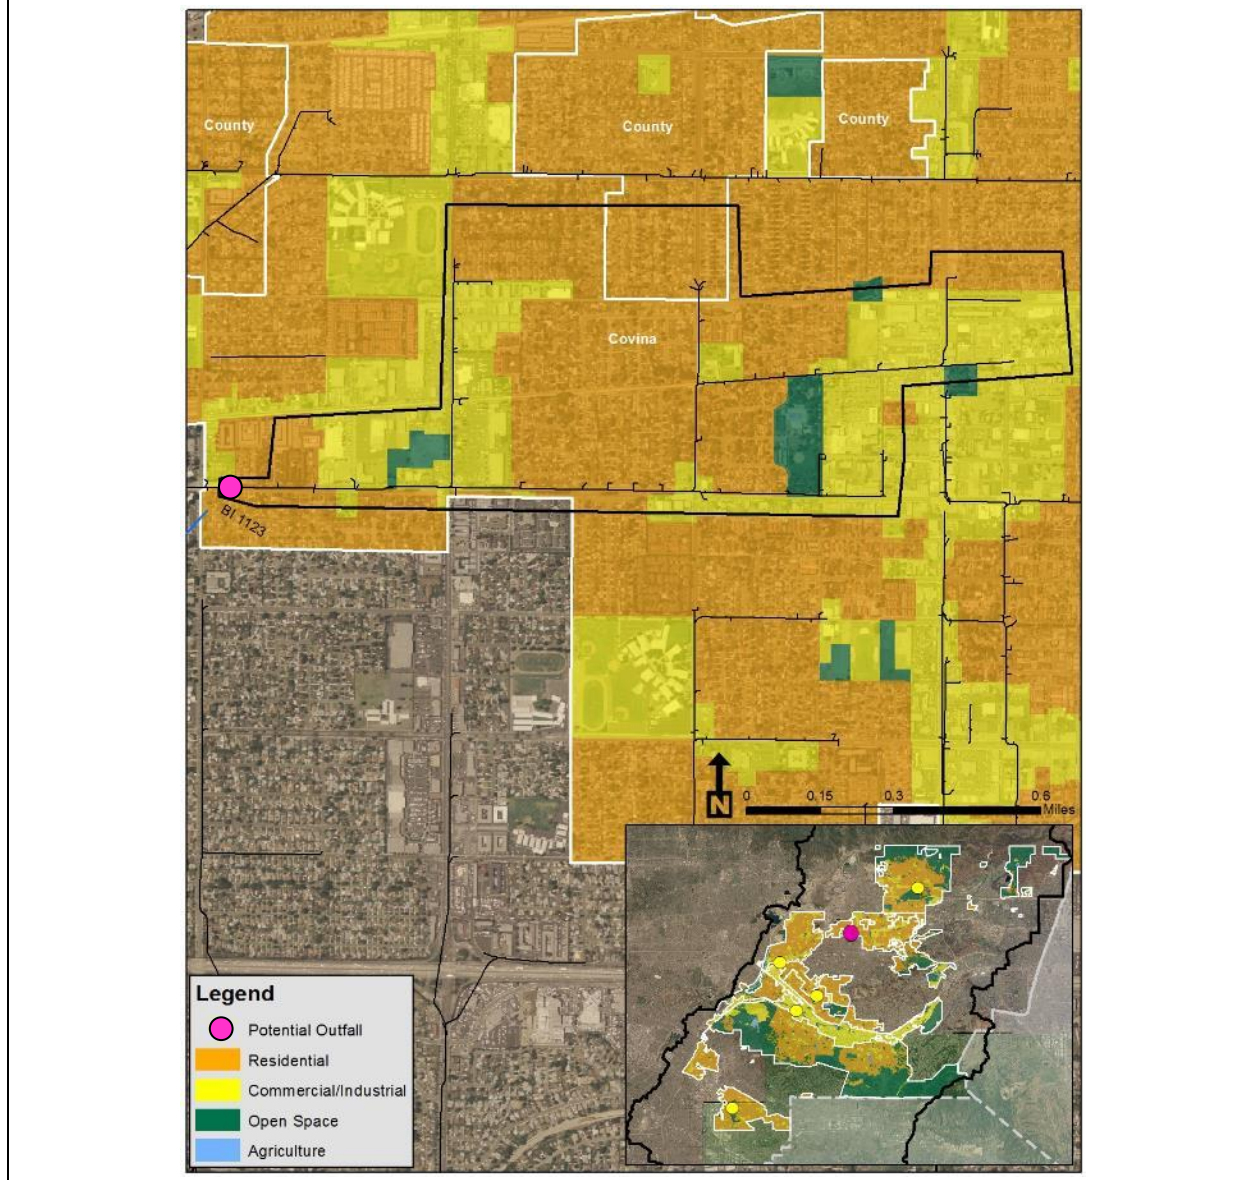 County
County
County
Covina
BI 1123
N
0 0.15 0.3 0.6
Miles
Legend
Potential Outfall
Residential
Commercial/Industrial
Open Space
Agriculture